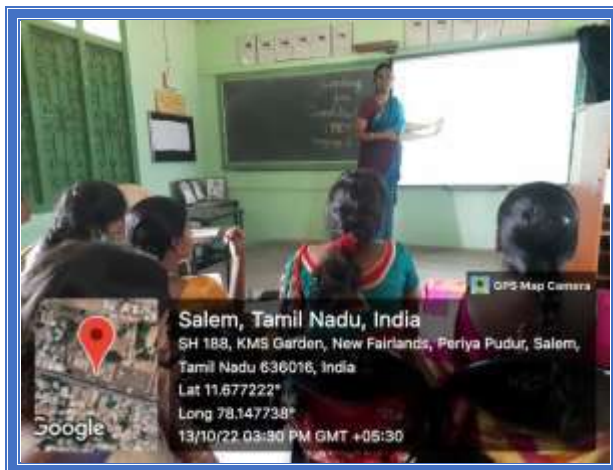 GPS Map Camera
Salem, Tamil Nadu, India
SH 188, KMS Garden, New Fairlands, Periya Pudur, Salem,
Tamil Nadu 636016, India
Lat 11.677222°
Long 78.147738°
13/10/22 03:30 PM GMT +05:30
Google